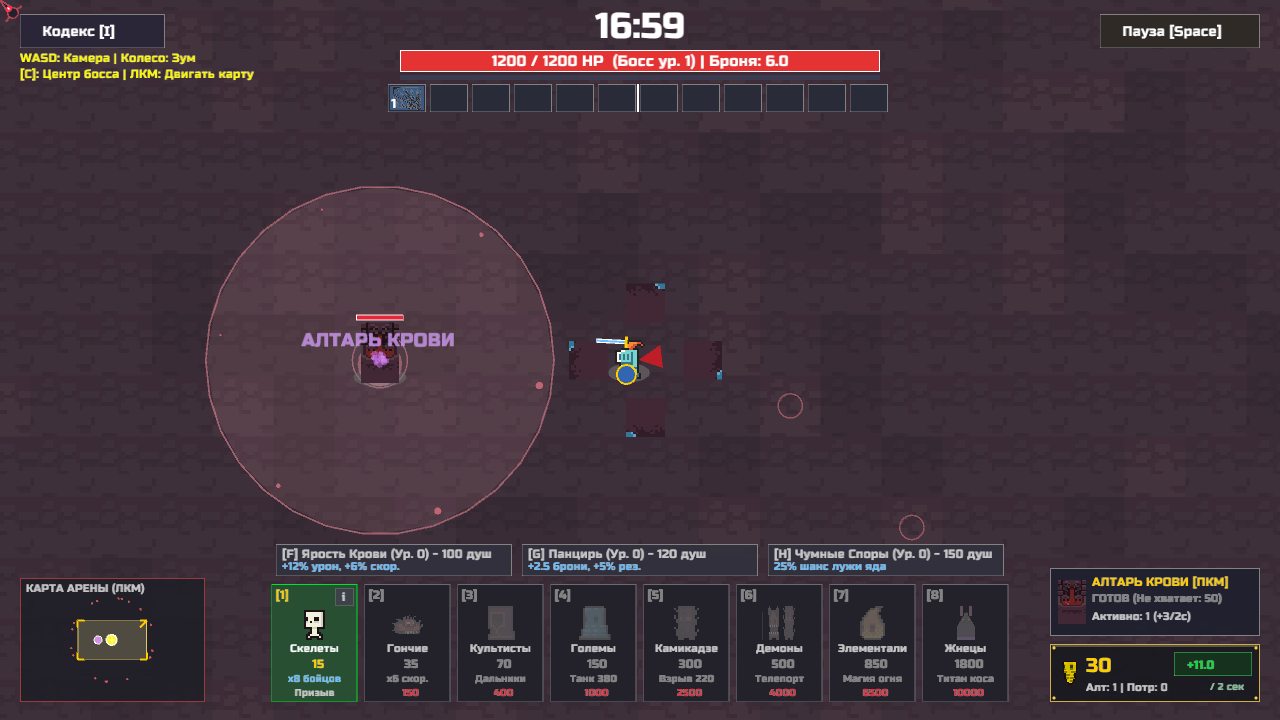 Кодекс [I]
16:59
Пауза [Space]
WASD: Камера | Колесо: Зум
[C]: Центр босса | ЛКМ: Двигать карту
1200 / 1200 HP (Босс ур. 1) | Броня: 6.0
1
АЛТАРЬ КРОВИ
[F] Ярость Крови (Ур. 0) - 100 душ
+12% урон, +6% скор.
[G] Панцирь (Ур. 0) - 120 душ
+2.5 брони, +5% рез.
[H] Чумные Споры (Ур. 0) - 150 душ
25% шанс лужи яда
КАРТА АРЕНЫ (ПКМ)
[1]
i
Скелеты
15
x8 бойцов
Призыв
[2]
Гончие
35
x6 скор.
150
[3]
Культисты
70
Дальники
400
[4]
Големы
150
Танк 380
1000
[5]
Камикадзе
300
Взрыв 220
2500
[6]
Демоны
500
Телепорт
4000
[7]
Элементали
850
Магия огня
6500
[8]
Жнецы
1800
Титан коса
10000
АЛТАРЬ КРОВИ [ПКМ]
ГОТОВ (Не хватает: 50)
Активно: 1 (+3/2с)
30
+11.0
Алт: 1 | Потр: 0
/ 2 сек